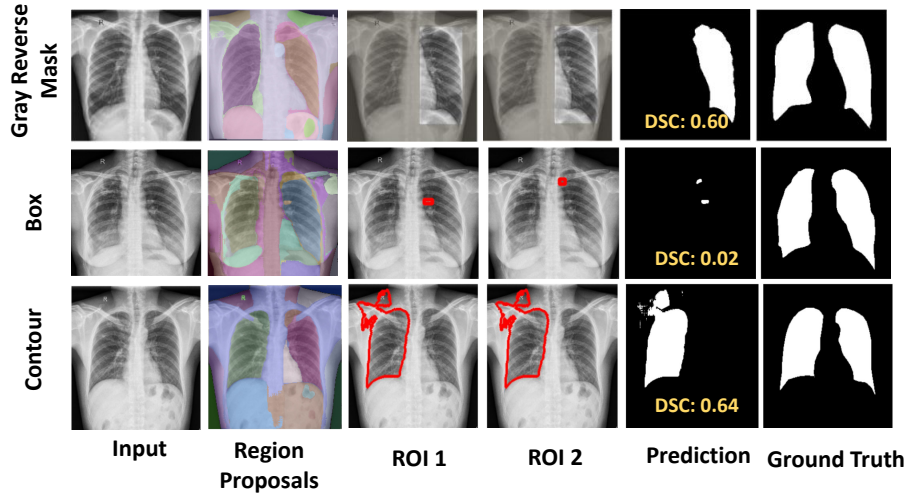 Gray Reverse
Mask
DSC: 0.60
Box
DSC: 0.02
Contour
DSC: 0.64
Input
Region
Proposals
ROI 1
ROI 2
Prediction
Ground Truth
R
R
R
R
R
R